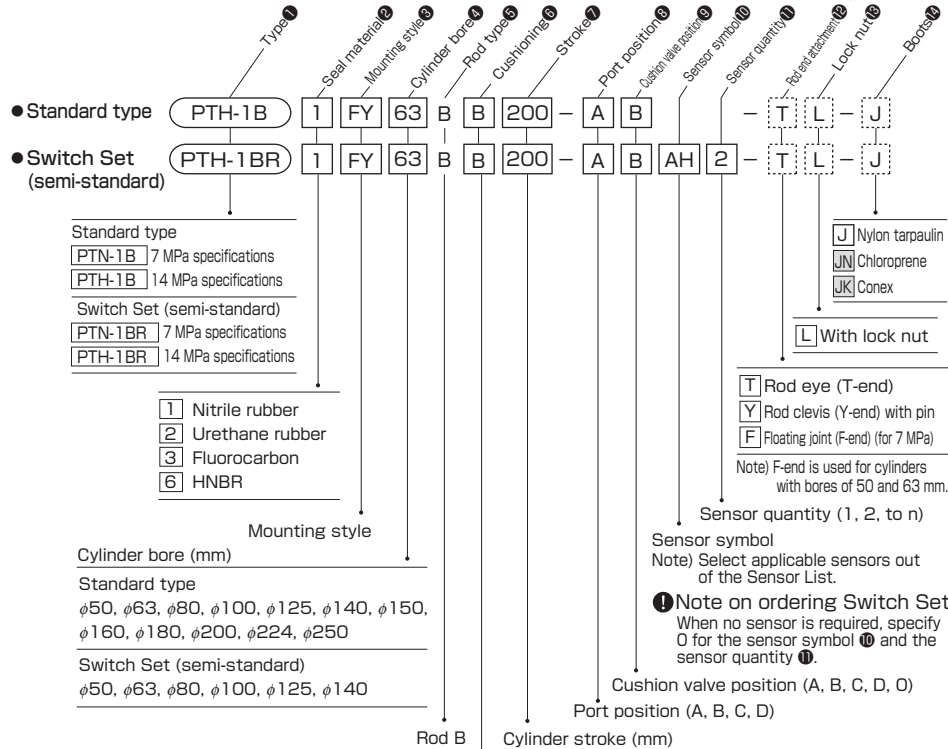 Type❶
Seal material❷
Mounting style❸
Cylinder bore❹
Rod type❺
Cushioning❻
Stroke❼
Port position❽
Cushion valve position❾
Sensor symbol❿
Sensor quantity⓫
Rod end attachment⓬
Lock nut⓭
Boots⓮
● Standard type PTH-1B 1 FY 63 B B 200 – A B – T L – J
● Switch Set PTH-1BR 1 FY 63 B B 200 – A B AH 2 – T L – J
(semi-standard)
Standard type
PTN-1B 7 MPa specifications
PTH-1B 14 MPa specifications
Switch Set (semi-standard)
PTN-1BR 7 MPa specifications
PTH-1BR 14 MPa specifications
J Nylon tarpaulin
JN Chloroprene
JK Conex
L With lock nut
1 Nitrile rubber
2 Urethane rubber
3 Fluorocarbon
6 HNBR
T Rod eye (T-end)
Y Rod clevis (Y-end) with pin
F Floating joint (F-end) (for 7 MPa)
Note) F-end is used for cylinders
with bores of 50 and 63 mm.
Mounting style
Sensor quantity (1, 2, to n)
Cylinder bore (mm)
Standard type
φ50, φ63, φ80, φ100, φ125, φ140, φ150,
φ160, φ180, φ200, φ224, φ250
Switch Set (semi-standard)
φ50, φ63, φ80, φ100, φ125, φ140
Sensor symbol
Note) Select applicable sensors out
of the Sensor List.
! Note on ordering Switch Set
When no sensor is required, specify
0 for the sensor symbol ❿ and the
sensor quantity ⓫.
Cushion valve position (A, B, C, D, 0)
Port position (A, B, C, D)
Rod B
Cylinder stroke (mm)